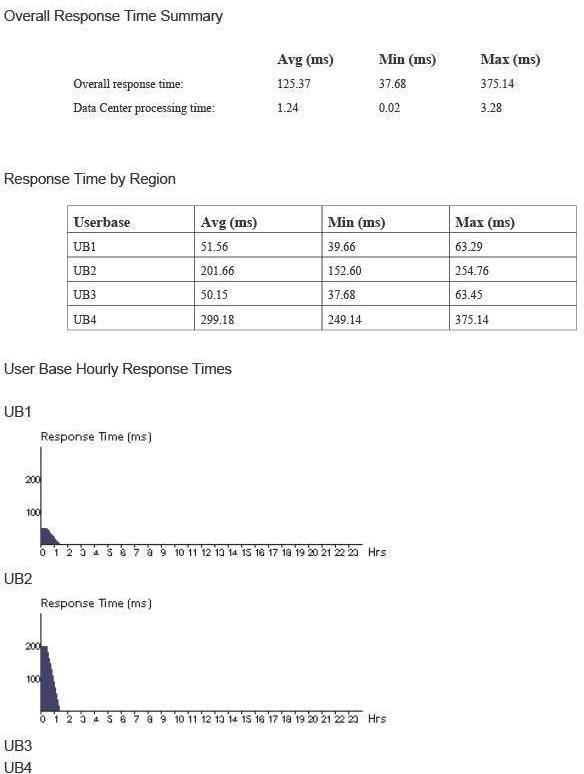 Overall Response Time Summary
Avg (ms) Min (ms) Max (ms)
Overall response time: 125.37 37.68 375.14
Data Center processing time: 1.24 0.02 3.28
Response Time by Region
Userbase Avg (ms) Min (ms) Max (ms)
UB1 51.56 39.66 63.29
UB2 201.66 152.60 254.76
UB3 50.15 37.68 63.45
UB4 299.18 249.14 375.14
User Base Hourly Response Times
UB1
Response Time (ms)
200
100
0 1 2 3 4 5 6 7 8 9 10 11 12 13 14 15 16 17 18 19 20 21 22 23 Hrs
UB2
Response Time (ms)
200
100
0 1 2 3 4 5 6 7 8 9 10 11 12 13 14 15 16 17 18 19 20 21 22 23 Hrs
UB3
UB4